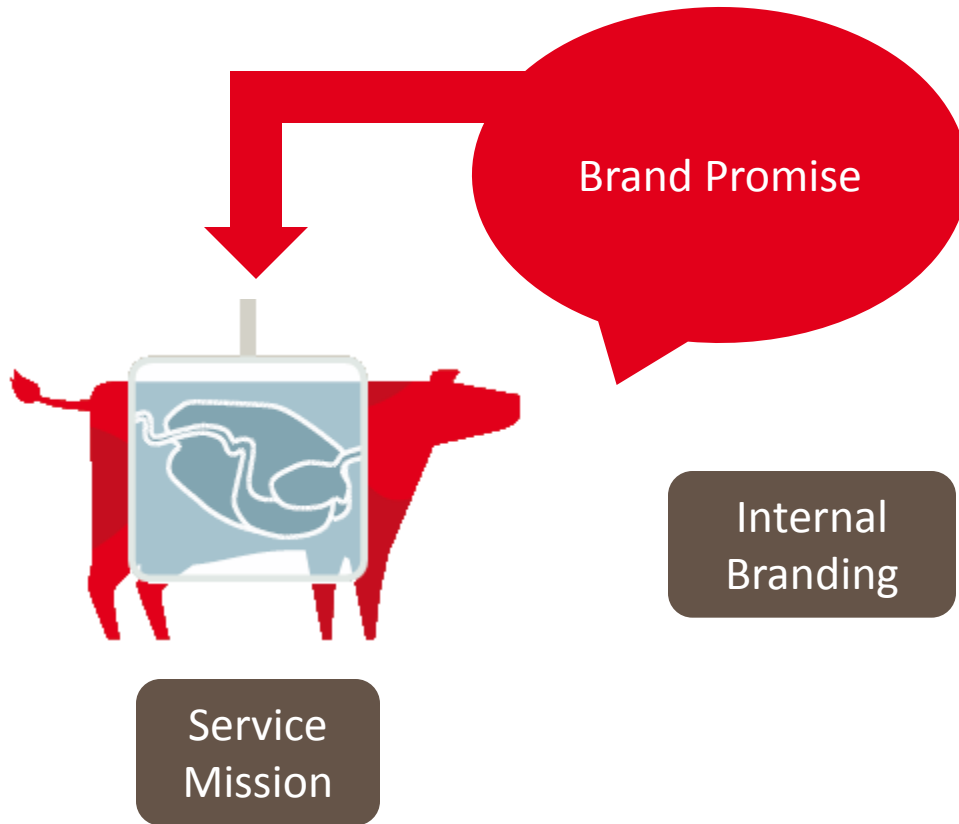 Brand Promise
Internal
Branding
Service
Mission